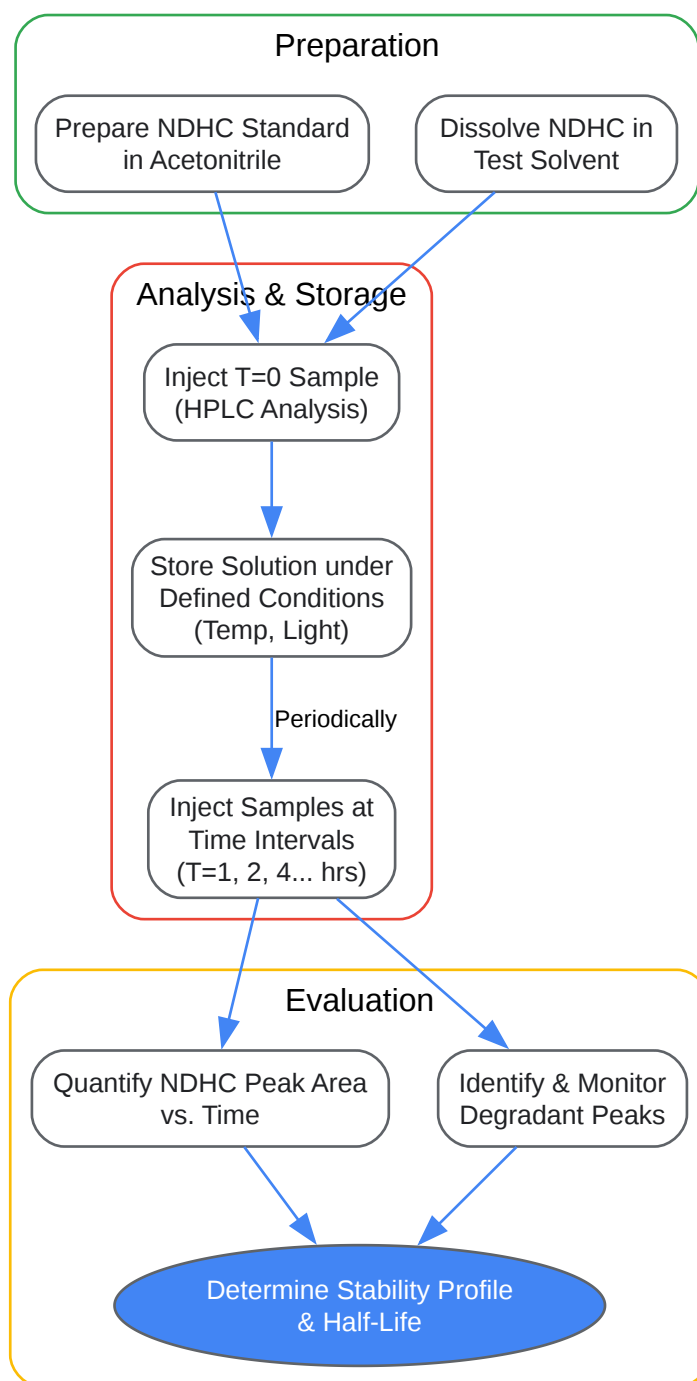 Preparation
Prepare NDHC Standard
in Acetonitrile
Dissolve NDHC in
Test Solvent
Analysis & Storage
Inject T=0 Sample
(HPLC Analysis)
Store Solution under
Defined Conditions
(Temp, Light)
Periodically
Inject Samples at
Time Intervals
(T=1, 2, 4... hrs)
Evaluation
Quantify NDHC Peak Area
vs. Time
Identify & Monitor
Degradant Peaks
Determine Stability Profile
& Half-Life